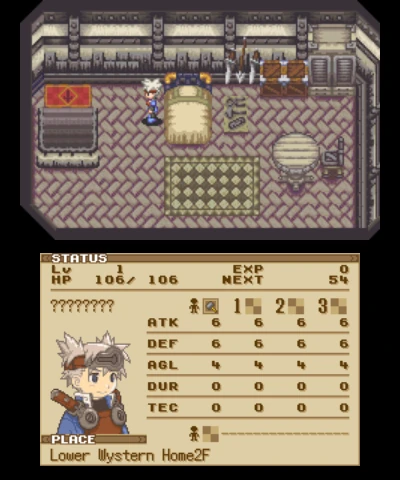 STATUS
Lv 1 EXP 0
HP 106/ 106 NEXT 54
???????? 1 2 3
ATK 6 6 6 6
DEF 6 6 6 6
AGL 4 4 4 4
DUR 0 0 0 0
TEC 0 0 0 0
PLACE
Lower Wystern Home2F